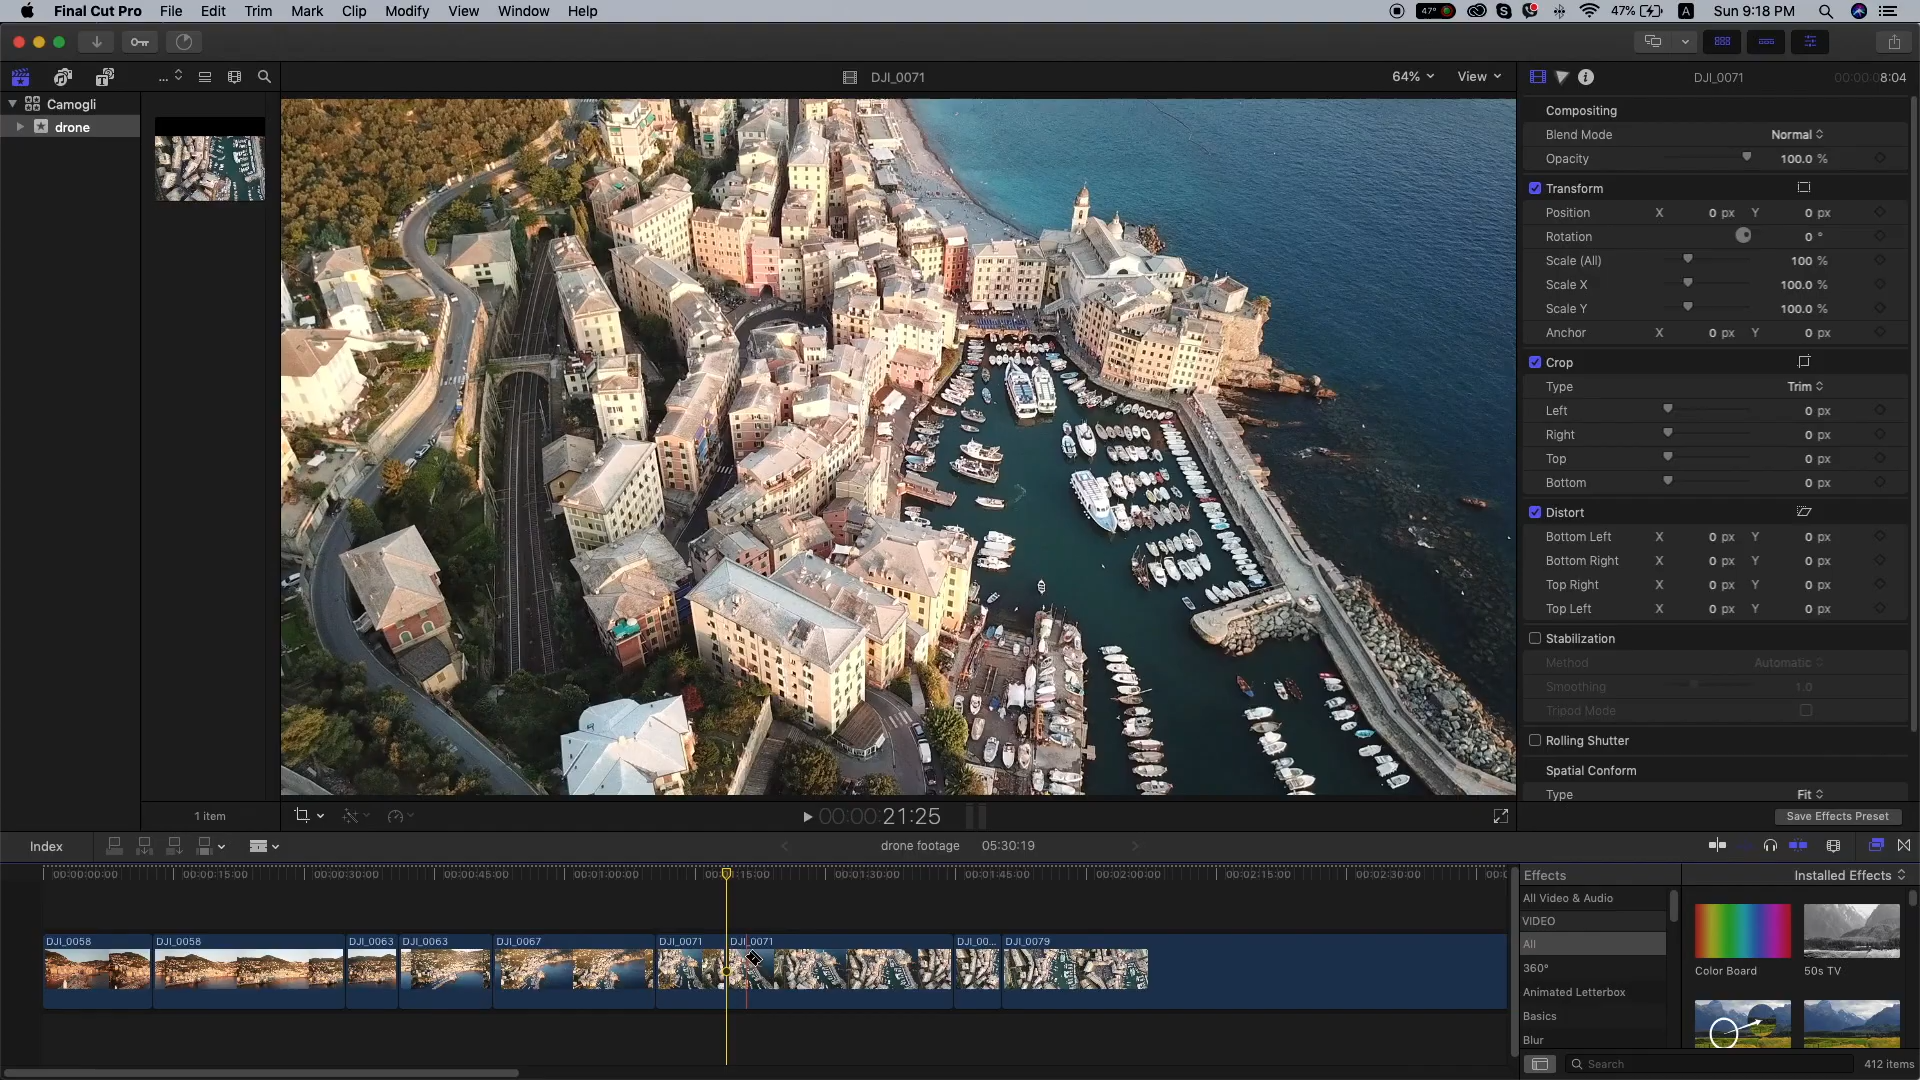 Final Cut Pro File Edit Trim Mark Clip Modify View Window Help 47° 47% A Sun 9:18 PM
... DJI_0071 64% View DJI_0071 00:00:08:04
Camogli
drone
Compositing
Blend Mode Normal
Opacity 100.0 %
Transform
Position X 0 px Y 0 px
Rotation 0 °
Scale (All) 100 %
Scale X 100.0 %
Scale Y 100.0 %
Anchor X 0 px Y 0 px
Crop
Type Trim
Left 0 px
Right 0 px
Top 0 px
Bottom 0 px
Distort
Bottom Left X 0 px Y 0 px
Bottom Right X 0 px Y 0 px
Top Right X 0 px Y 0 px
Top Left X 0 px Y 0 px
Stabilization
Method Automatic
Smoothing 1.0
Tripod Mode
Rolling Shutter
Spatial Conform
Type Fit
1 item 00:00:21:25 Save Effects Preset
Index drone footage 05:30:19
00:00:00:00 00:00:15:00 00:00:30:00 00:00:45:00 00:01:00:00 00:01:15:00 00:01:30:00 00:01:45:00 00:02:00:00 00:02:15:00 00:02:30:00
DJI_0058 DJI_0058 DJI_0063 DJI_0063 DJI_0067 DJI_0071 DJI_0071 DJI_00... DJI_0079
Effects Installed Effects
All Video & Audio
VIDEO
All
360°
Animated Letterbox
Basics
Blur
Color Board 50s TV
Search 412 items